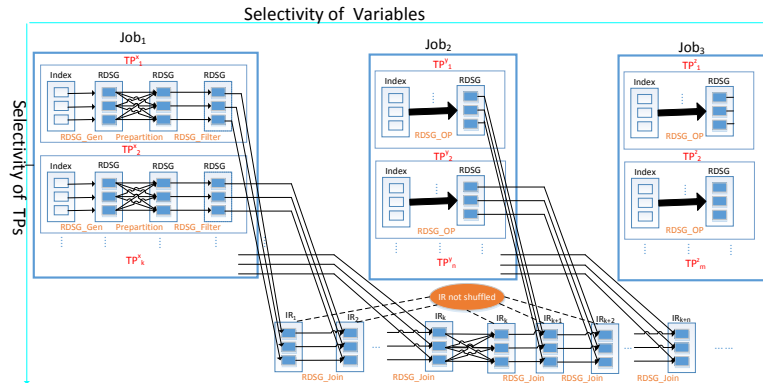 Selectivity of Variables
Selectivity of TPs
Job1
Job2
Job3
TPx1
Index RDSG RDSG RDSG
RDSG_Gen Prepartition RDSG_Filter
TPx2
Index RDSG RDSG RDSG
RDSG_Gen Prepartition RDSG_Filter
TPxk
TPy1
Index RDSG
RDSG_OP
TPy2
Index RDSG
RDSG_OP
TPyn
TPz1
Index RDSG
RDSG_OP
TPz2
Index RDSG
RDSG_OP
TPzm
IR not shuffled
IR1 IR2 IRk IRk IRk+1 IRk+2 IRk+n
... ... ......
RDSG_Join RDSG_Join RDSG_Join RDSG_Join RDSG_Join